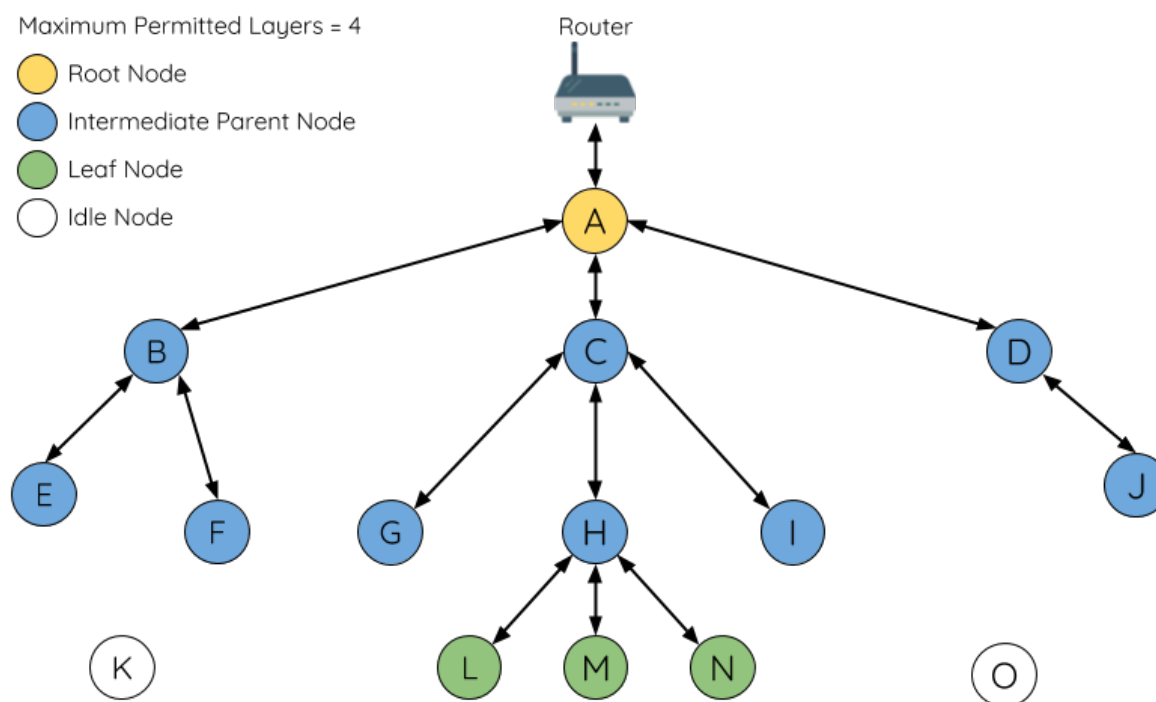 Maximum Permitted Layers = 4
Router
Root Node
Intermediate Parent Node
Leaf Node
Idle Node
A
B
C
D
E
F
G
H
I
J
K
L
M
N
O